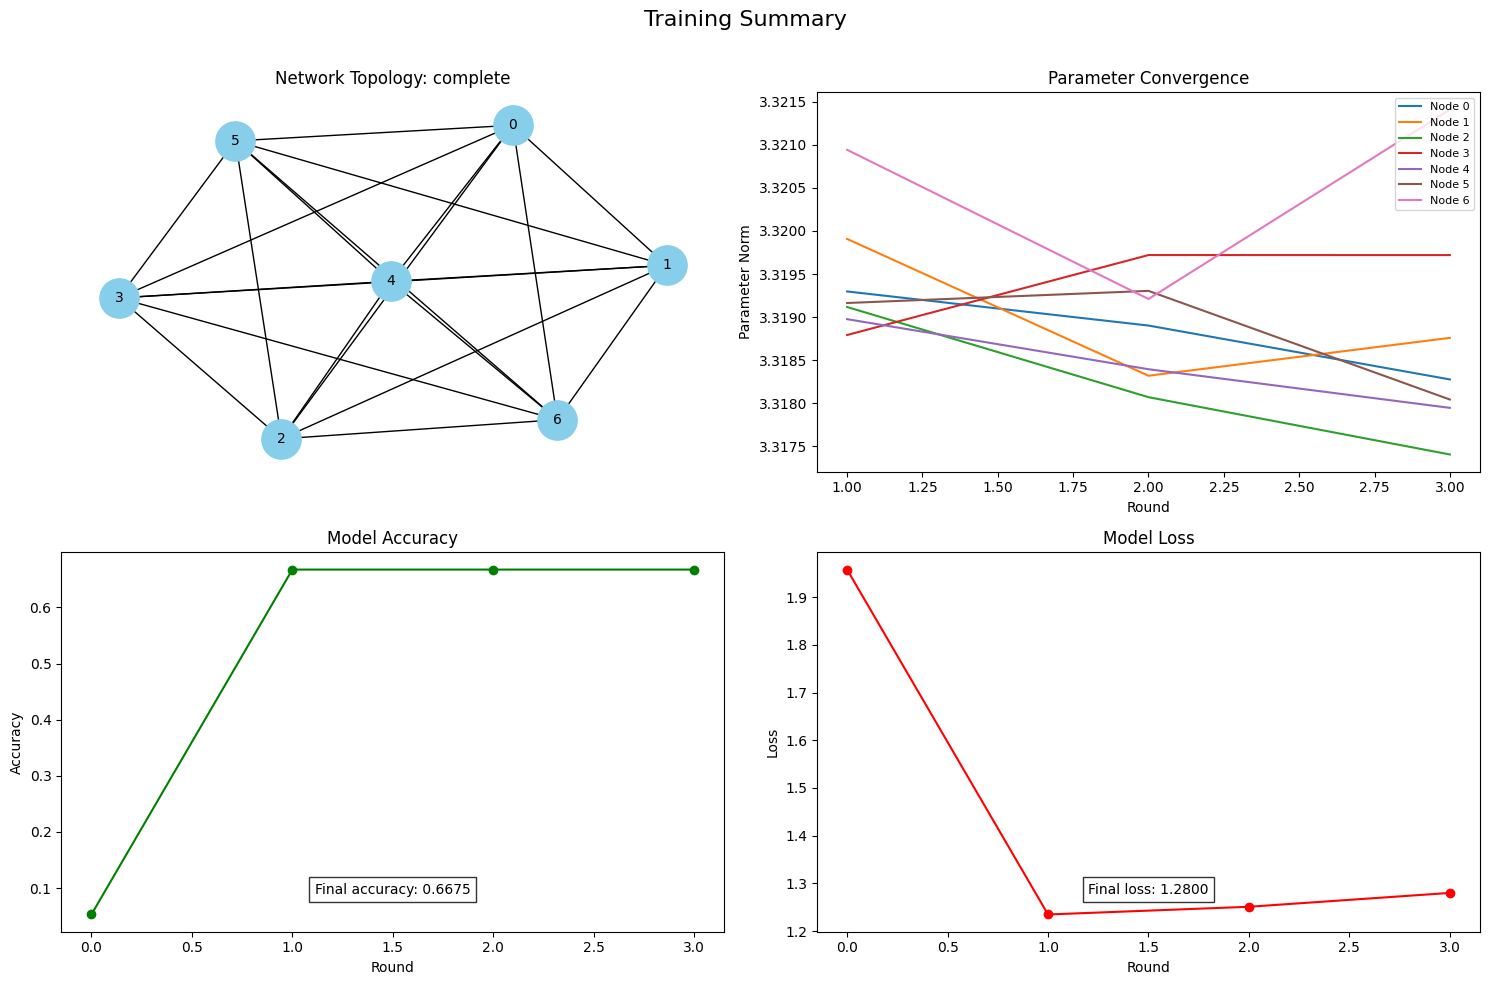 Training Summary
Network Topology: complete
5
0
1
4
3
6
2
Parameter Convergence
Parameter Norm
3.3215
3.3210
3.3205
3.3200
3.3195
3.3190
3.3185
3.3180
3.3175
Node 0
Node 1
Node 2
Node 3
Node 4
Node 5
Node 6
1.00 1.25 1.50 1.75 2.00 2.25 2.50 2.75 3.00
Round
Model Accuracy
Accuracy
0.6
0.5
0.4
0.3
0.2
0.1
Final accuracy: 0.6675
0.0 0.5 1.0 1.5 2.0 2.5 3.0
Round
Model Loss
Loss
1.9
1.8
1.7
1.6
1.5
1.4
1.3
1.2
Final loss: 1.2800
0.0 0.5 1.0 1.5 2.0 2.5 3.0
Round